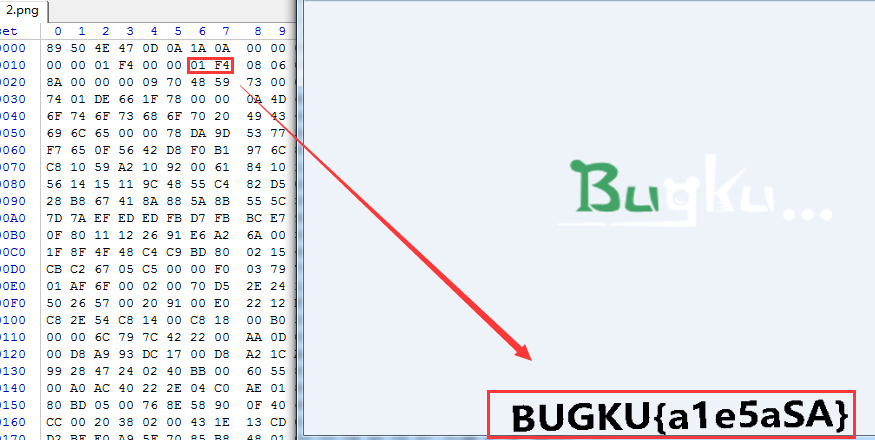 2.png
set 0 1 2 3 4 5 6 7 8 9
0000 89 50 4E 47 0D 0A 1A 0A 00 00
0010 00 00 01 F4 00 00 01 F4 08 06
0020 8A 00 00 00 09 70 48 59 73 00
0030 74 01 DE 66 1F 78 00 00 0A 4D
0040 6F 74 6F 73 68 6F 70 20 49 43
0050 69 6C 65 00 00 78 DA 9D 53 77
0060 F7 65 0F 56 42 D8 F0 B1 97 6C
0070 C8 10 59 A2 10 92 00 61 84 10
0080 56 14 15 11 9C 48 55 C4 82 D5
0090 28 B8 67 41 8A 88 5A 8B 55 5C
00A0 7D 7A EF ED ED FB D7 FB BC E7
00B0 0F 80 11 12 26 91 E6 A2 6A 00
00C0 1F 8F 4F 48 C4 C9 BD 80 02 15
00D0 CB C2 67 05 C5 00 00 F0 03 79
00E0 01 AF 6F 00 02 00 70 D5 2E 24
00F0 50 26 57 00 20 91 00 E0 22 12
0100 C8 2E 54 C8 14 00 C8 18 00 B0
0110 00 00 6C 79 7C 42 22 00 AA 0D
0120 00 D8 A9 93 DC 17 00 D8 A2 1C
0130 99 28 47 24 02 40 BB 00 60 55
0140 00 A0 AC 40 22 2E 04 C0 AE 01
0150 80 BD 05 00 76 8E 58 90 0F 40
0160 CC 00 20 38 02 00 43 1E 13 CD
Bugku...
BUGKU{a1e5aSA}